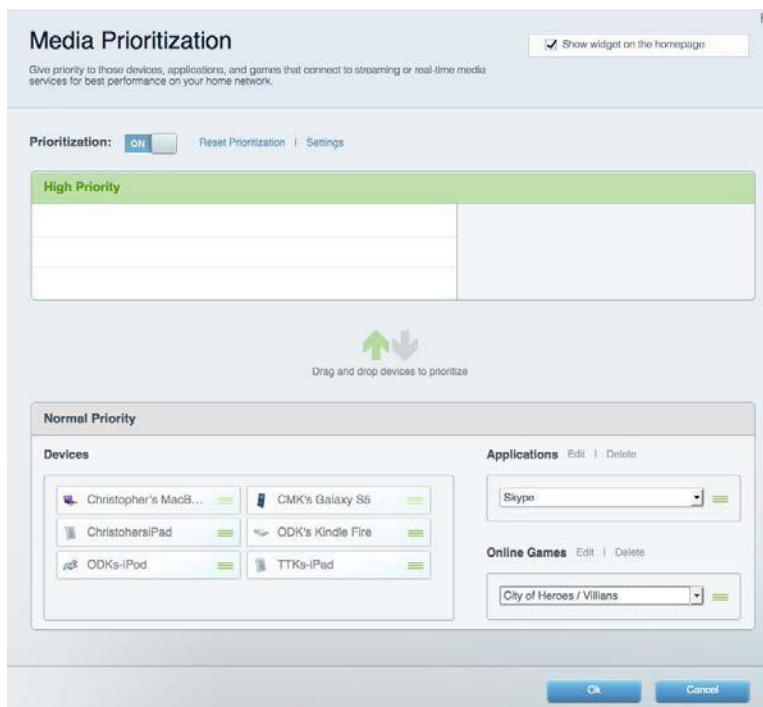 Media Prioritization
Show widget on the homepage
Give priority to those devices, applications, and games that connect to streaming or real-time media
services for best performance on your home network.
Prioritization: ON Reset Prioritization | Settings
High Priority
Drag and drop devices to prioritize
Normal Priority
Devices
Christopher's MacB...
CMK's Galaxy S5
ChristohersiPad
ODK's Kindle Fire
ODKs-iPod
TTKs-iPad
Applications Edit | Delete
Skype
Online Games Edit | Delete
City of Heroes / Villians
Ok
Cancel